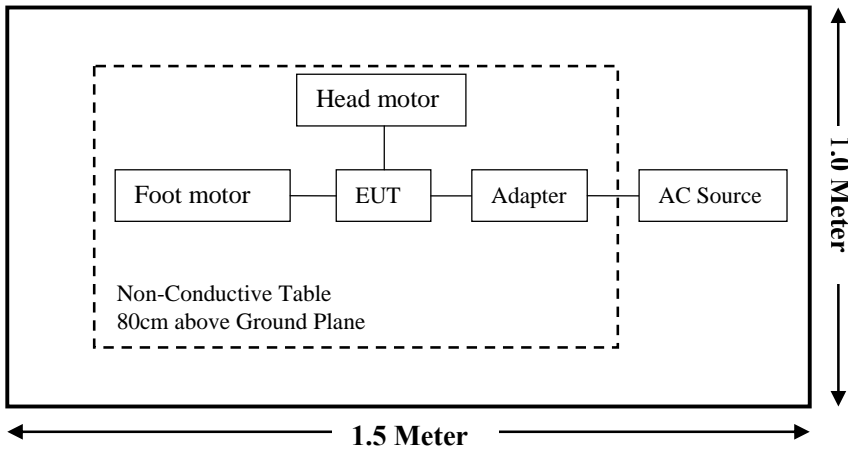 Head motor
Foot motor
EUT
Adapter
AC Source
Non-Conductive Table
80cm above Ground Plane
1.0 Meter
1.5 Meter